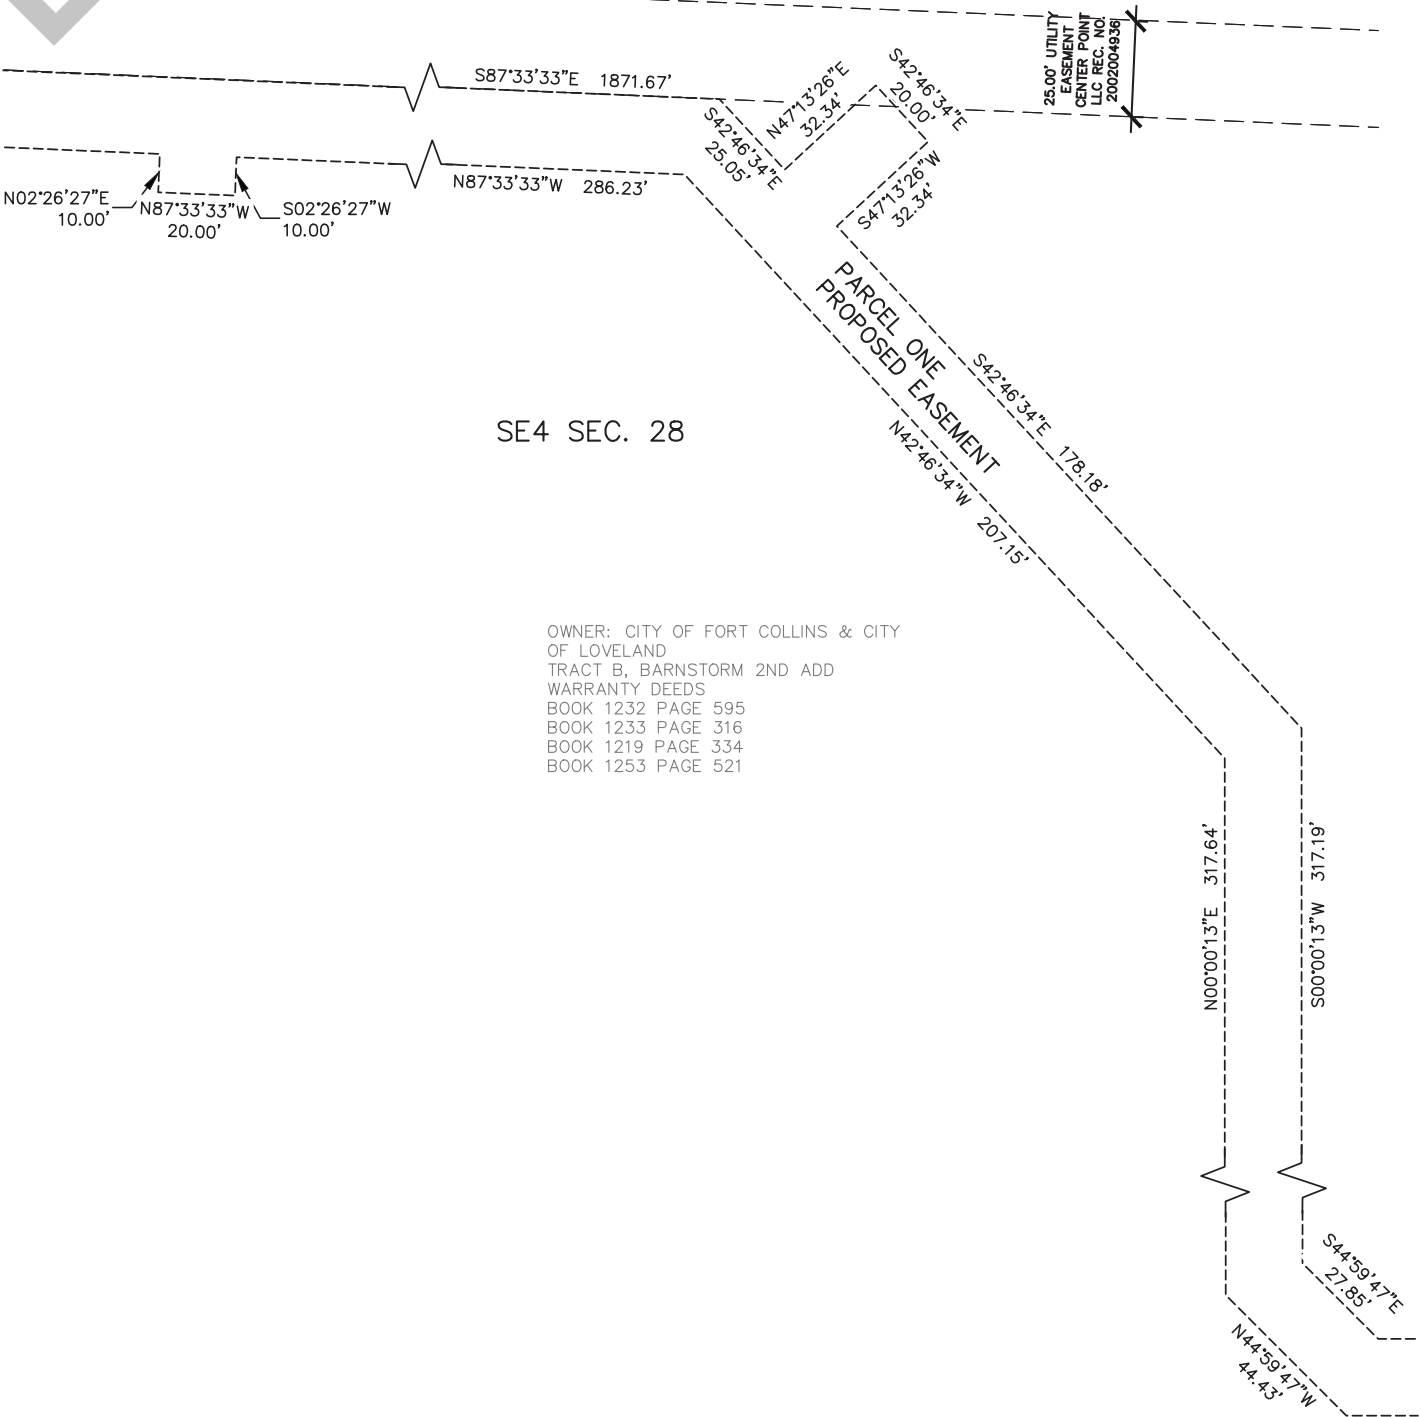 25.00' UTILITY
EASEMENT
CENTER POINT
LLC REC. NO.
2002004936
S87°33'33"E 1871.67'
S42°46'34"E
25.05'
N47°13'26"E
32.34'
S42°46'34"E
20.00'
S47°13'26"W
32.34'
N87°33'33"W 286.23'
N02°26'27"E
10.00'
N87°33'33"W
20.00'
S02°26'27"W
10.00'
PARCEL ONE
PROPOSED EASEMENT
S42°46'34"E 178.18'
N42°46'34"W 207.15'
SE4 SEC. 28
OWNER: CITY OF FORT COLLINS & CITY
OF LOVELAND
TRACT B, BARNSTORM 2ND ADD
WARRANTY DEEDS
BOOK 1232 PAGE 595
BOOK 1233 PAGE 316
BOOK 1219 PAGE 334
BOOK 1253 PAGE 521
N00°00'13"E 317.64'
S00°00'13"W 317.19'
S44°59'47"E
27.85'
N44°59'47"W
44.43'